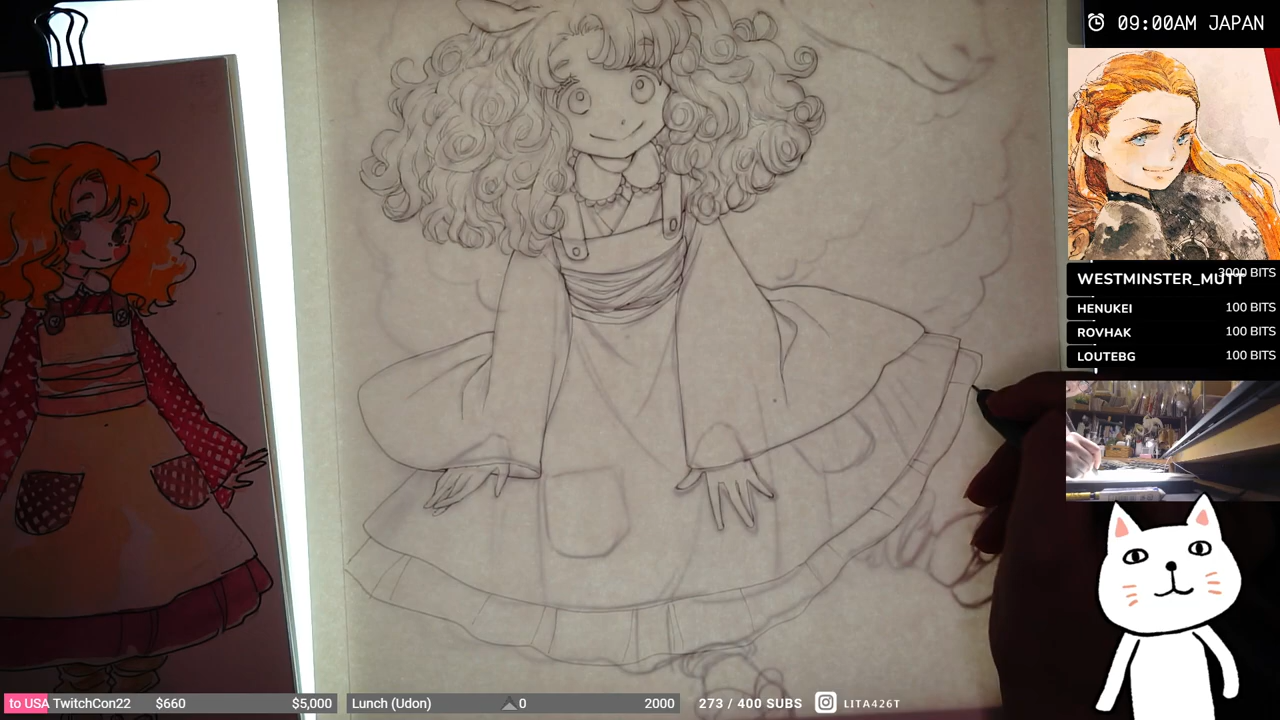 09:00AM JAPAN
3000 BITS
WESTMINSTER_MUTT
HENUKEI 100 BITS
ROVHAK 100 BITS
LOUTEBG 100 BITS
to USA TwitchCon22 $660 $5,000
Lunch (Udon) 0 2000
273 / 400 SUBS
LITA426T